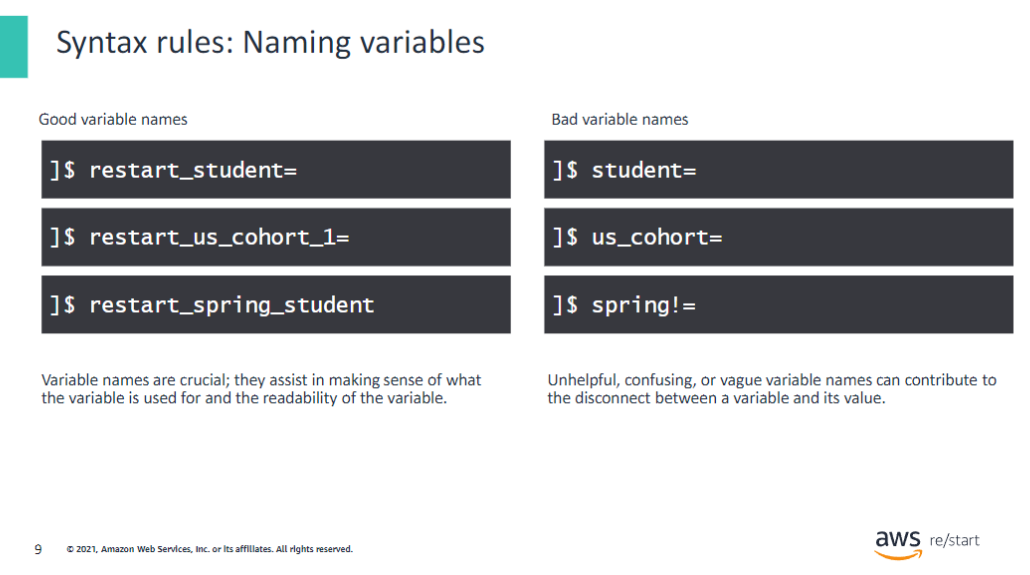 Syntax rules: Naming variables
Good variable names
]$ restart_student=
]$ restart_us_cohort_1=
]$ restart_spring_student
Variable names are crucial; they assist in making sense of what
the variable is used for and the readability of the variable.
Bad variable names
]$ student=
]$ us_cohort=
]$ spring!=
Unhelpful, confusing, or vague variable names can contribute to
the disconnect between a variable and its value.
9
© 2021, Amazon Web Services, Inc. or its affiliates. All rights reserved.
aws re/start